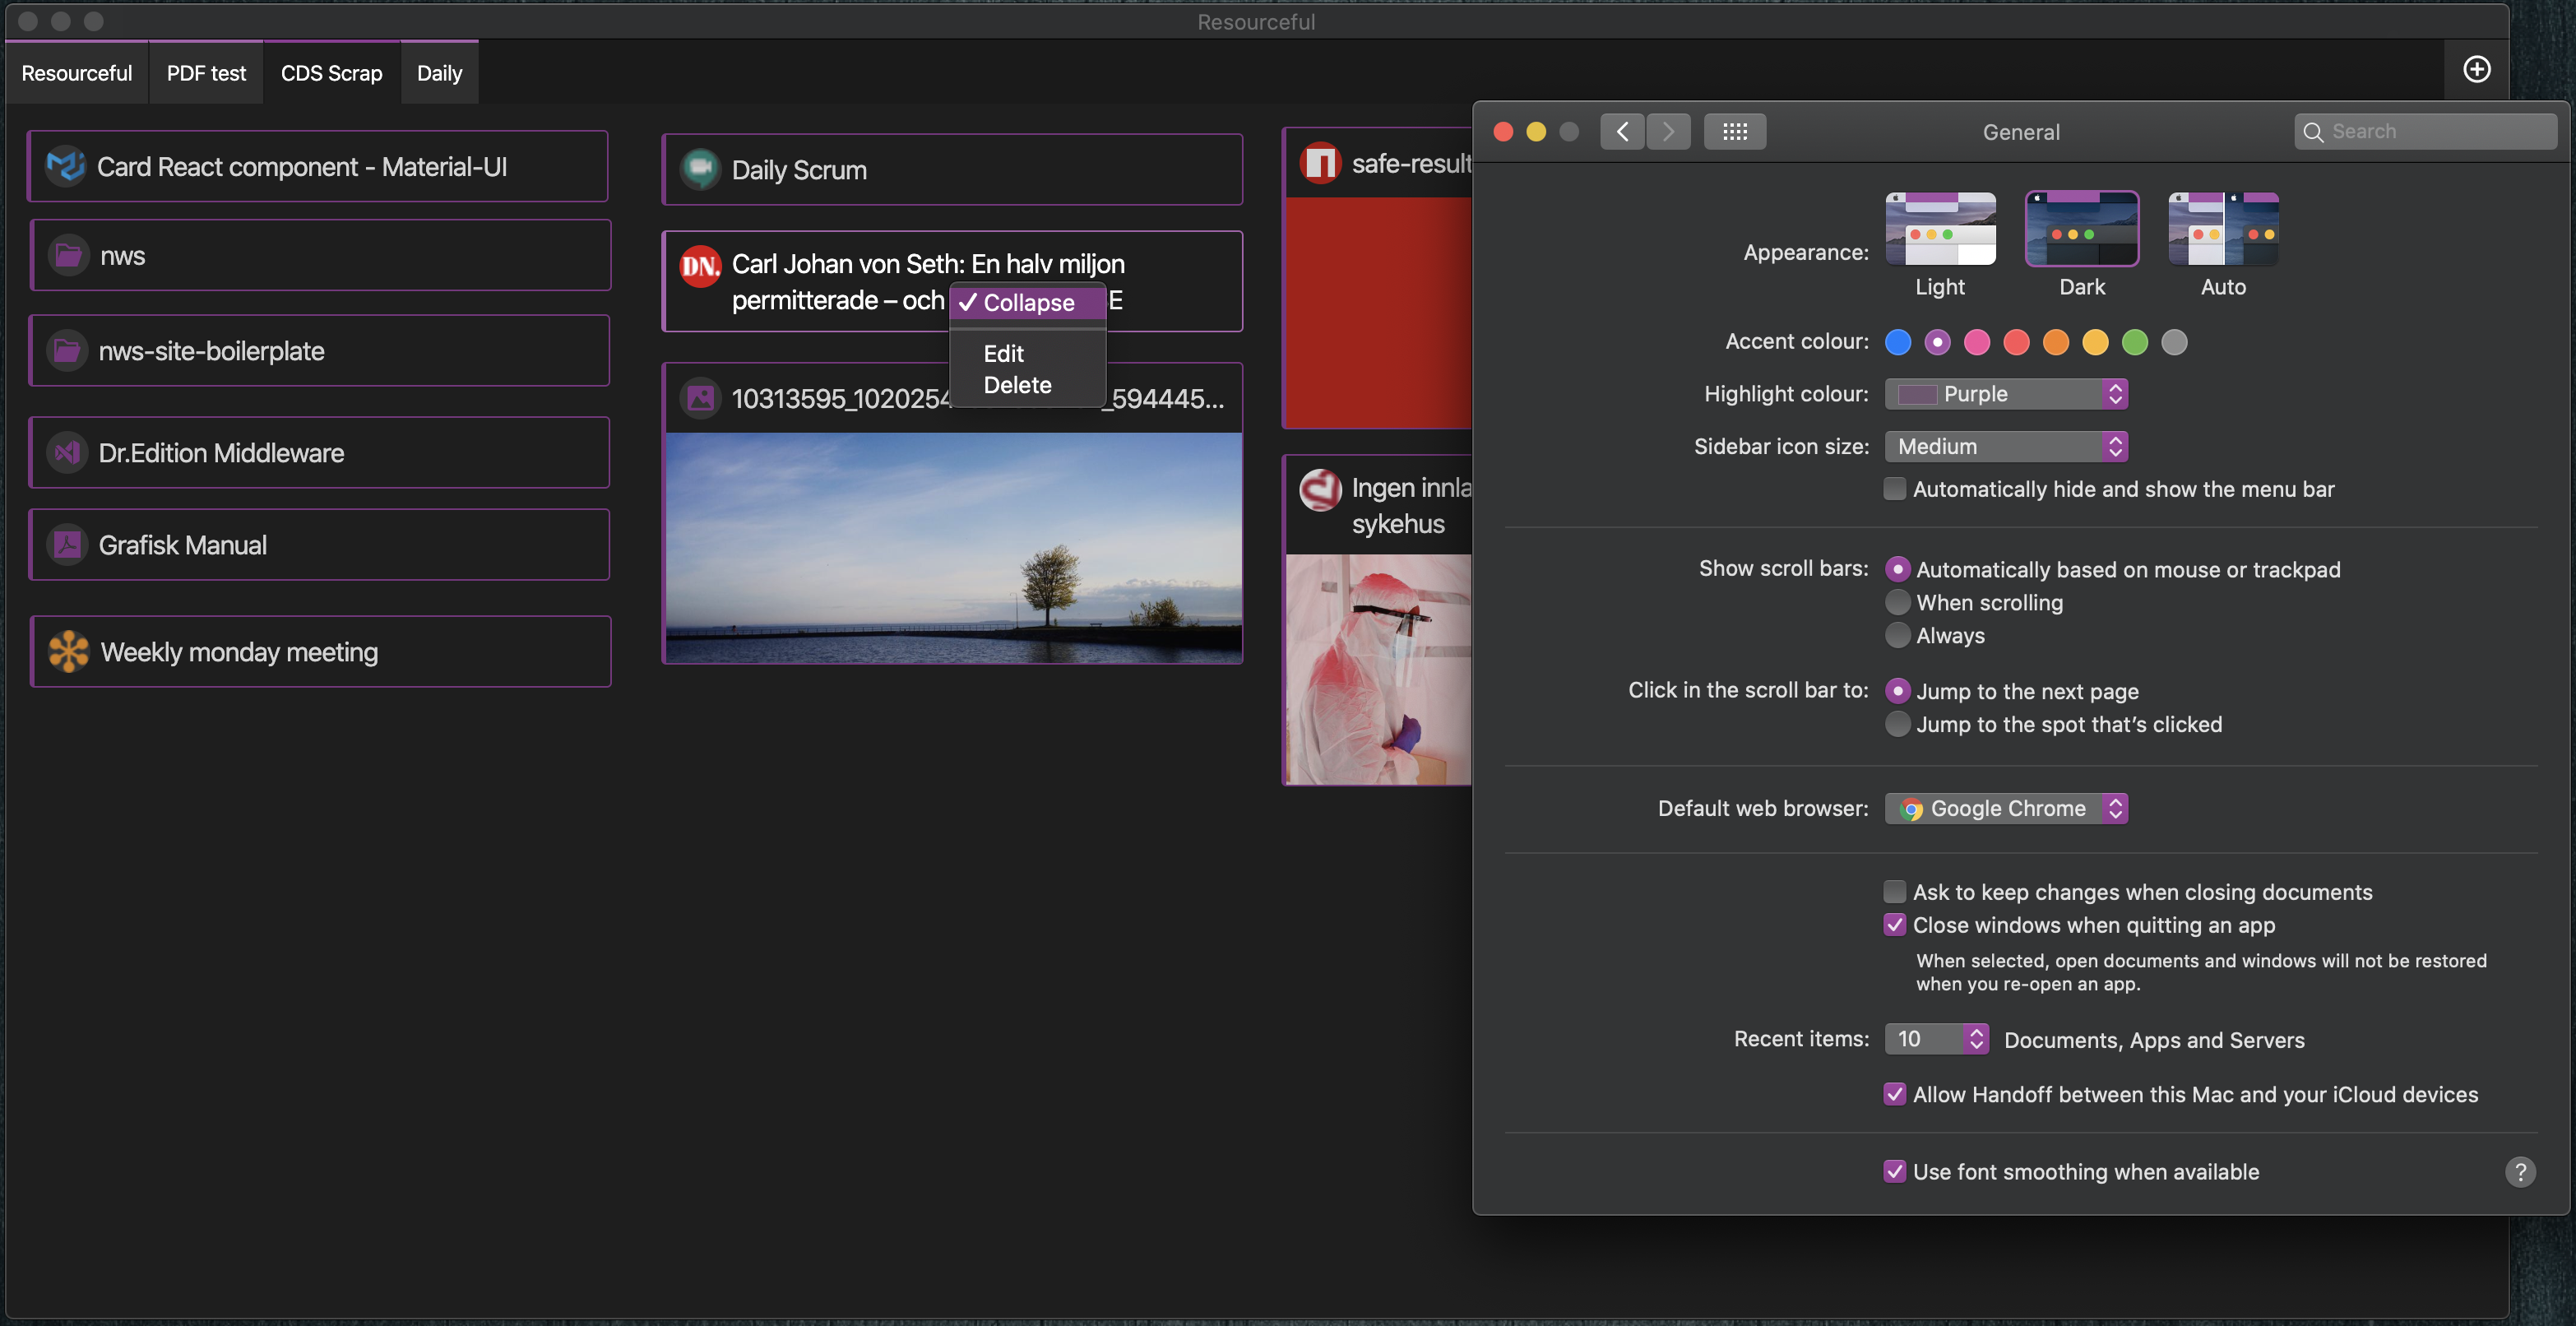 Resourceful
Resourceful
PDF test
CDS Scrap
Daily
Card React component - Material-UI
nws
nws-site-boilerplate
Dr.Edition Middleware
Grafisk Manual
Weekly monday meeting
Daily Scrum
DN.
Carl Johan von Seth: En halv miljon
permitterade – och
E
Collapse
Edit
Delete
10313595_1020254
_594445...
safe-result
Ingen innla
sykehus
General
Search
Appearance:
Light
Dark
Auto
Accent colour:
Highlight colour:
Purple
Sidebar icon size:
Medium
Automatically hide and show the menu bar
Show scroll bars:
Automatically based on mouse or trackpad
When scrolling
Always
Click in the scroll bar to:
Jump to the next page
Jump to the spot that's clicked
Default web browser:
Google Chrome
Ask to keep changes when closing documents
Close windows when quitting an app
When selected, open documents and windows will not be restored
when you re-open an app.
Recent items:
10
Documents, Apps and Servers
Allow Handoff between this Mac and your iCloud devices
Use font smoothing when available
?